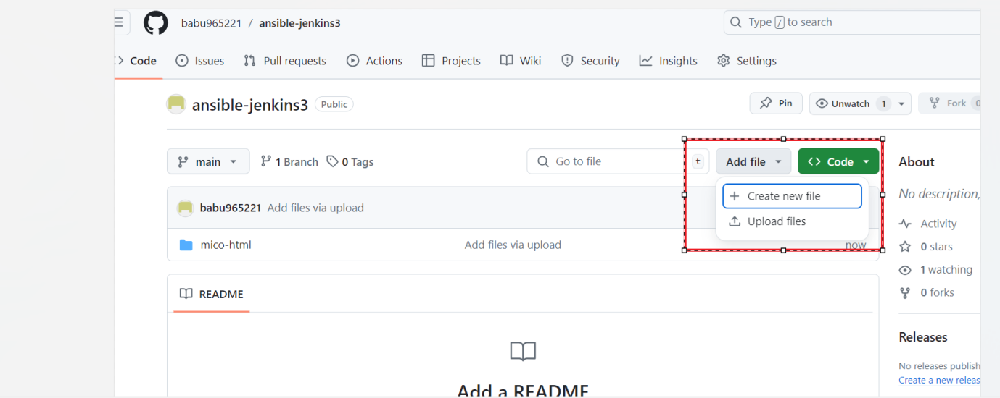 babu965221 / ansible-jenkins3
Type / to search
Code Issues Pull requests Actions Projects Wiki Security Insights Settings
ansible-jenkins3 Public
Pin Unwatch 1 Fork 0
main 1 Branch 0 Tags
Go to file t Add file Code
About
Create new file
No description,
babu965221 Add files via upload
Upload files
Activity
mico-html Add files via upload now
0 stars
1 watching
README
0 forks
Releases
No releases publish
Create a new releas
Add a README